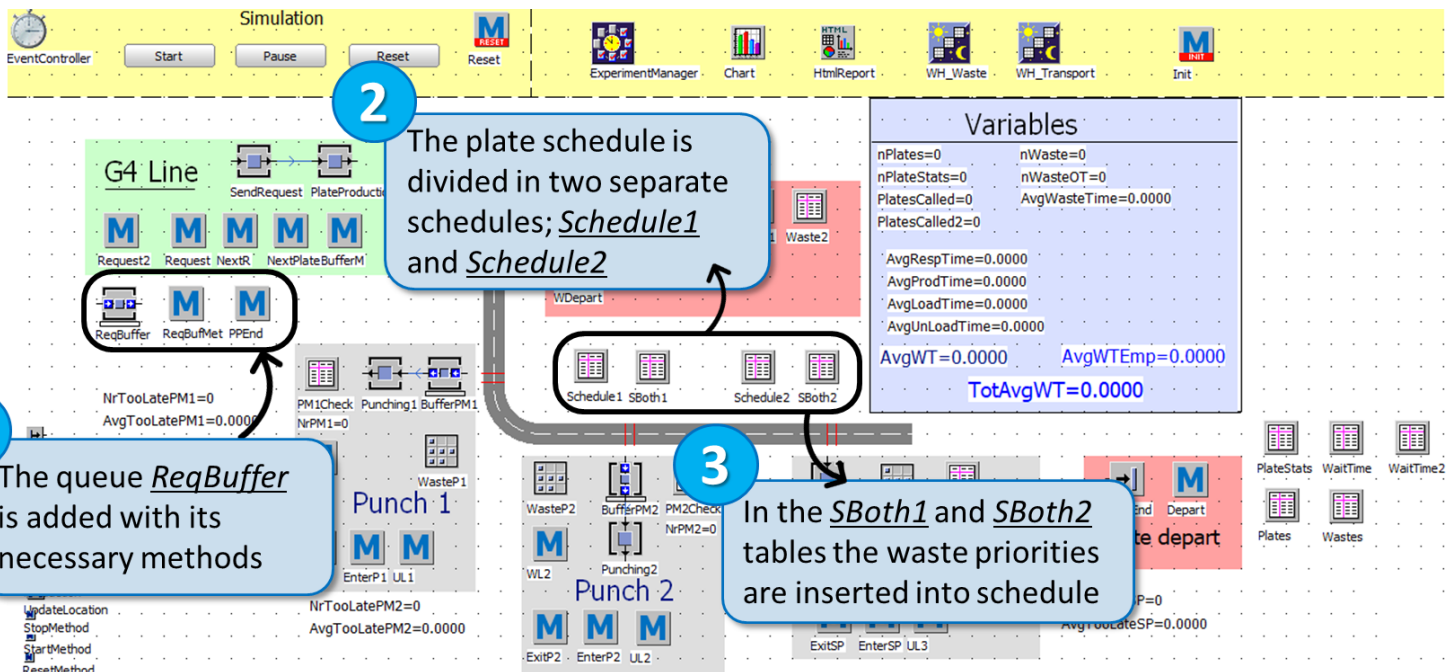 Simulation
EventController
Start
Pause
Reset
Reset
ExperimentManager
Chart
HtmlReport
WH_Waste
WH_Transport
Init
2
The plate schedule is
divided in two separate
schedules; Schedule1
and Schedule2
G4 Line
SendRequest
Request2
Request
NextR
NextPlate
BufferM
Waste2
WDepart
ReqBuffer
ReqBufMet
PPEnd
Variables
nPlates=0
nWaste=0
nPlateStats=0
nWasteOT=0
PlatesCalled=0
AvgWasteTime=0.0000
PlatesCalled2=0
AvgRespTime=0.0000
AvgProdTime=0.0000
AvgLoadTime=0.0000
AvgUnLoadTime=0.0000
AvgWT=0.0000
AvgWTEmp=0.0000
TotAvgWT=0.0000
Schedule1
SBoth1
Schedule2
SBoth2
NrTooLatePM1=0
AvgTooLatePM1=0.0000
PM1Check
Punching1
BufferPM1
NrPM1=0
WasteP1
Punch 1
EnterP1
UL1
The queue ReqBuffer
is added with its
necessary methods
UpdateLocation
StopMethod
StartMethod
ResetMethod
NrTooLatePM2=0
AvgTooLatePM2=0.0000
WasteP2
BufferPM2
PM2Check
NrPM2=0
WL2
Punching2
Punch 2
ExitP2
EnterP2
UL2
3
In the SBoth1 and SBoth2
tables the waste priorities
are inserted into schedule
ExitSP
EnterSP
UL3
Depart
depart
PlateStats
WaitTime
WaitTime2
Plates
Wastes